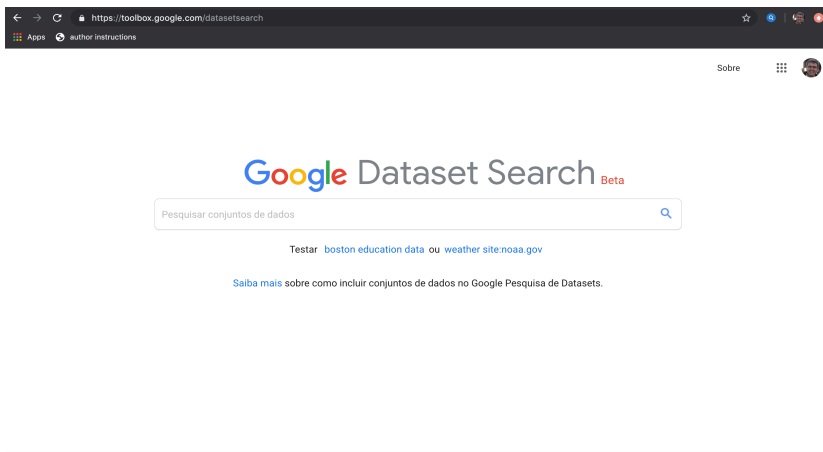 https://toolbox.google.com/datasetsearch
Apps author instructions
Sobre
Google Dataset Search Beta
Pesquisar conjuntos de dados
Testar boston education data ou weather site:noaa.gov
Saiba mais sobre como incluir conjuntos de dados no Google Pesquisa de Datasets.